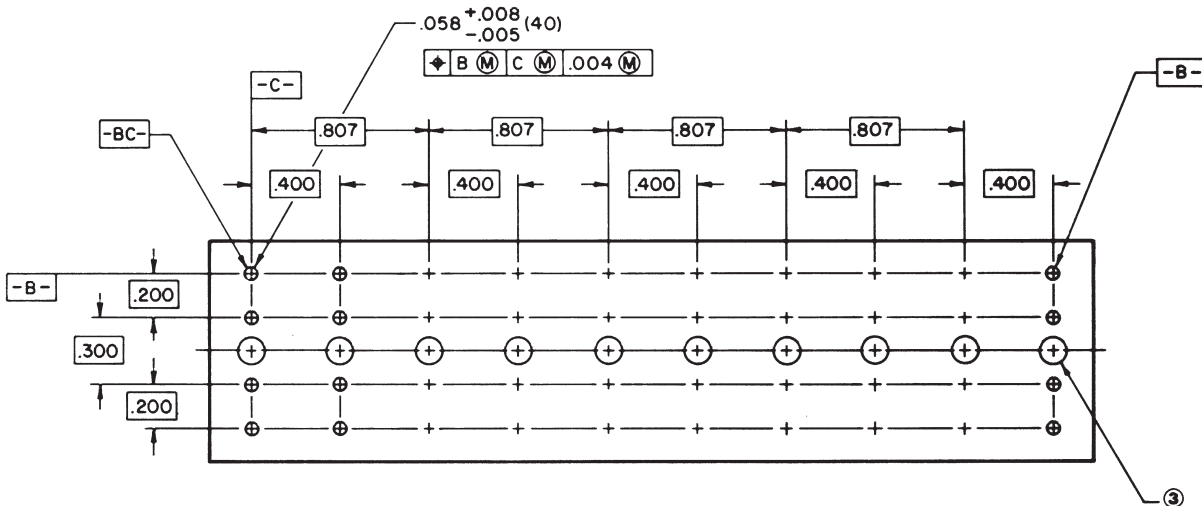 .058 +.008 -.005 (40)
⌖ B Ⓜ C Ⓜ .004 Ⓜ
-C-
-B-
-BC-
.807 .807 .807 .807
.400 .400 .400 .400 .400
-B-
.200
.300
.200
③